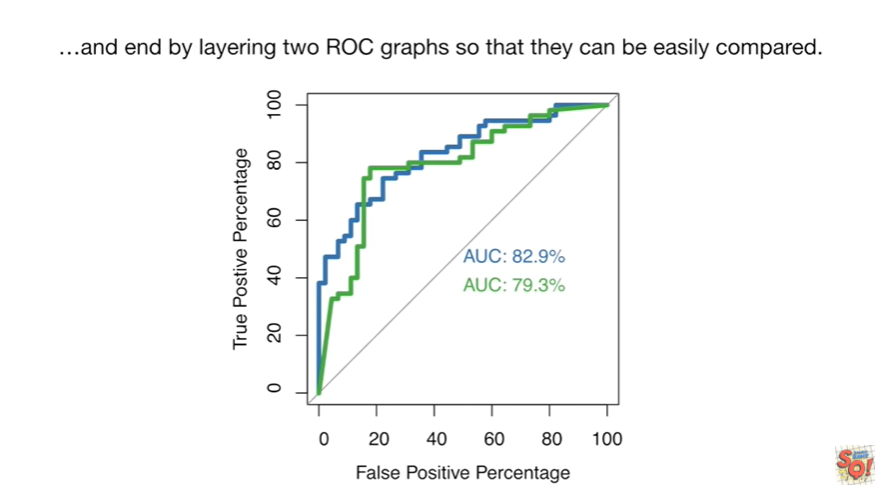 …and end by layering two ROC graphs so that they can be easily compared.
True Postive Percentage
100
80
60
40
20
0
AUC: 82.9%
AUC: 79.3%
0 20 40 60 80 100
False Positive Percentage
SQ!